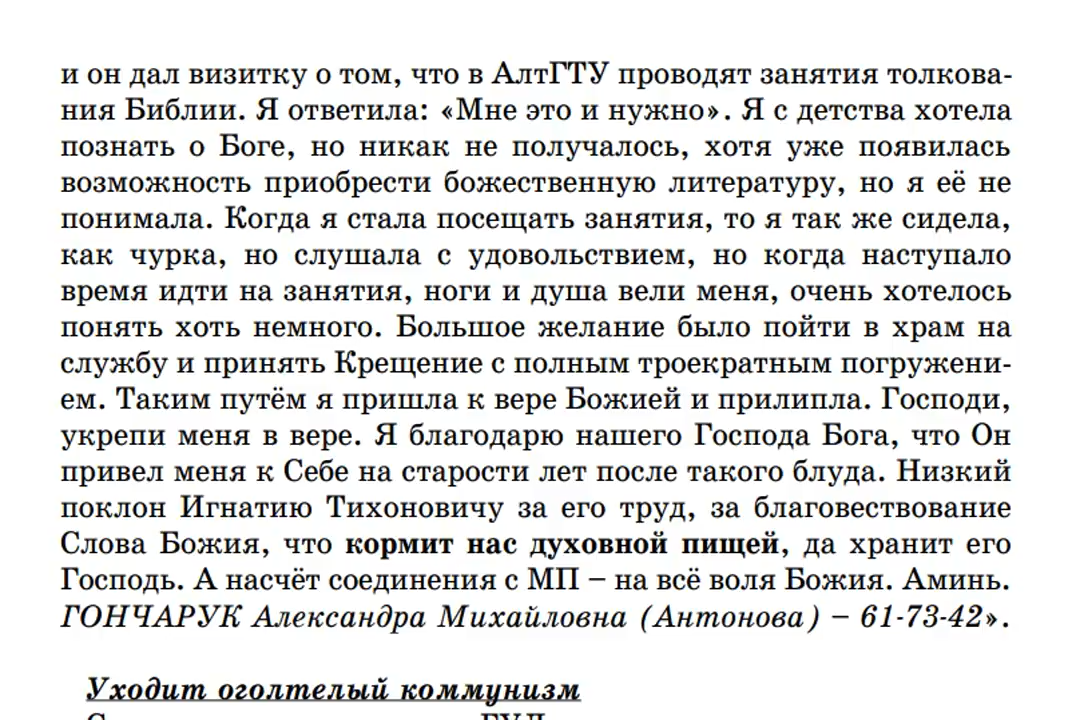 и он дал визитку о том, что в АлтГТУ проводят занятия толкова-
ния Библии. Я ответила: «Мне это и нужно». Я с детства хотела
познать о Боге, но никак не получалось, хотя уже появилась
возможность приобрести божественную литературу, но я её не
понимала. Когда я стала посещать занятия, то я так же сидела,
как чурка, но слушала с удовольствием, но когда наступало
время идти на занятия, ноги и душа вели меня, очень хотелось
понять хоть немного. Большое желание было пойти в храм на
службу и принять Крещение с полным троекратным погружени-
ем. Таким путём я пришла к вере Божией и прилипла. Господи,
укрепи меня в вере. Я благодарю нашего Господа Бога, что Он
привел меня к Себе на старости лет после такого блуда. Низкий
поклон Игнатию Тихоновичу за его труд, за благовествование
Слова Божия, что кормит нас духовной пищей, да хранит его
Господь. А насчёт соединения с МП – на всё воля Божия. Аминь.
ГОНЧАРУК Александра Михайловна (Антонова) – 61-73-42».
Уходит оголтелый коммунизм